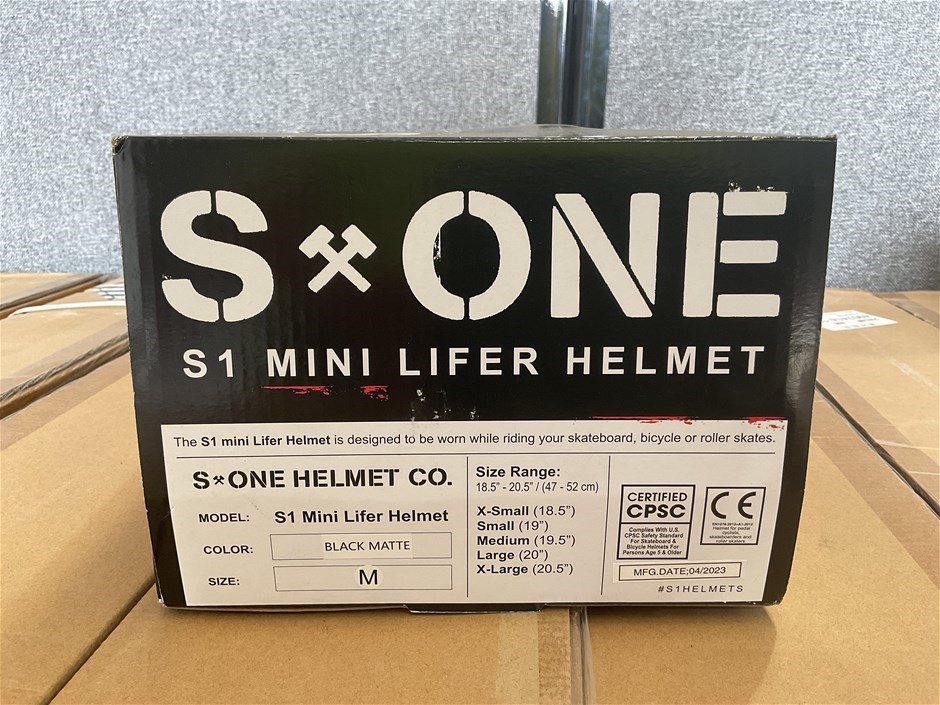 S ONE
S1 MINI LIFER HELMET
The S1 mini Lifer Helmet is designed to be worn while riding your skateboard, bicycle or roller skates.
S ONE HELMET CO.
MODEL: S1 Mini Lifer Helmet
COLOR: BLACK MATTE
SIZE: M
Size Range:
18.5" - 20.5" / (47 - 52 cm)
X-Small (18.5")
Small (19")
Medium (19.5")
Large (20")
X-Large (20.5")
CERTIFIED
CPSC
Complies With U.S.
CPSC Safety Standard
For Skateboard &
Bicycle Helmets For
Persons Age 5 & Older
CE
EN1078:2012+A1:2012
Helmet for pedal
cyclists,
skateboarders and
roller skaters
MFG.DATE;04/2023
#S1HELMETS